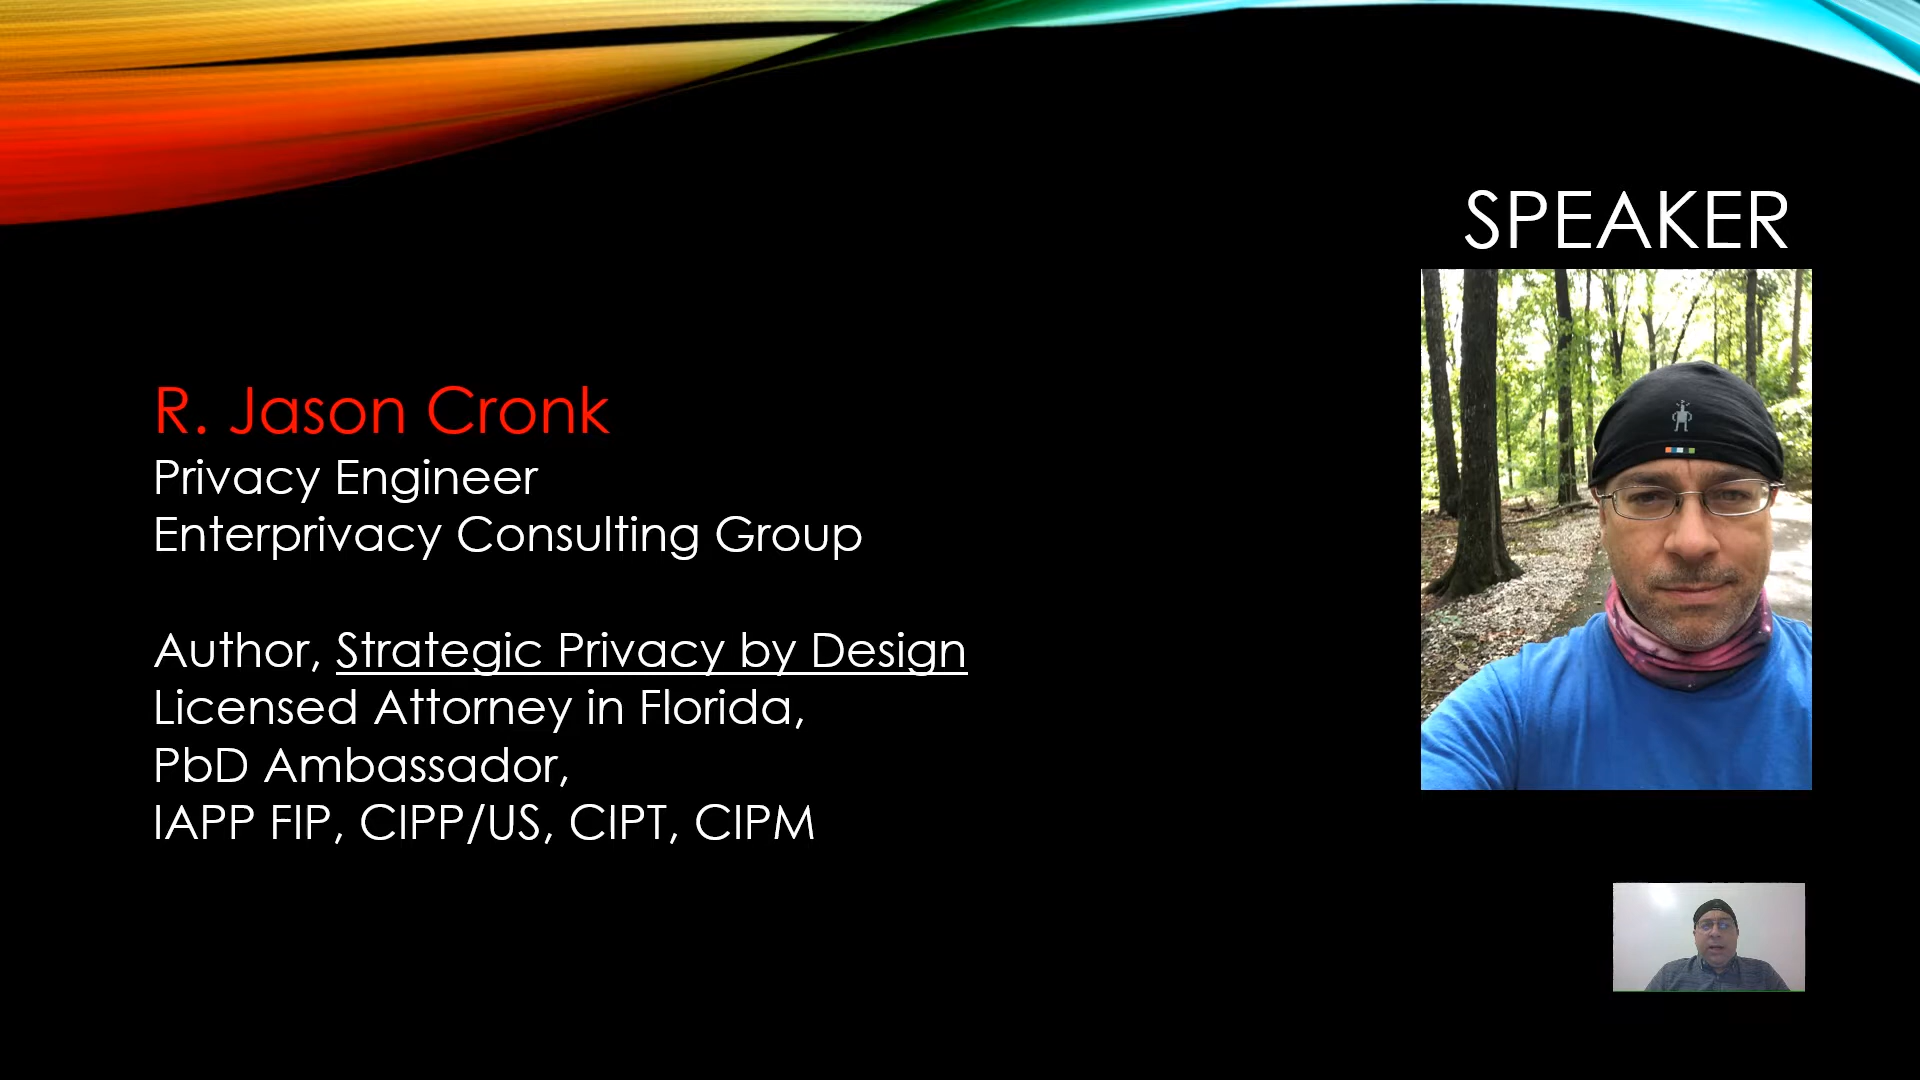 SPEAKER
R. Jason Cronk
Privacy Engineer
Enterprivacy Consulting Group
Author, Strategic Privacy by Design
Licensed Attorney in Florida,
PbD Ambassador,
IAPP FIP, CIPP/US, CIPT, CIPM